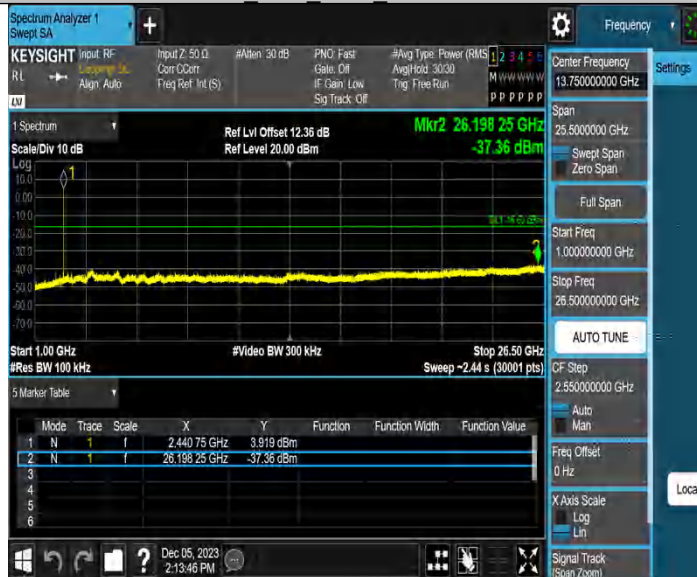 Spectrum Analyzer 1
Swept SA
+
Frequency
KEYSIGHT
Input: RF
Input Z: 50 Ω
#Atten: 30 dB
PNO: Fast
#Avg Type: Power (RMS
1 2 3 4 5 6
RL
Corr CCorr
Gate: Off
Avg|Hold: 30/30
M W W W W W
Align: Auto
Freq Ref: Int (S)
IF Gain: Low
Trig: Free Run
Sig Track: Off
P P P P P P
LXI
Center Frequency
13.750000000 GHz
Settings
Span
25.5000000 GHz
Swept Span
Zero Span
Full Span
Start Freq
1.000000000 GHz
Stop Freq
26.500000000 GHz
AUTO TUNE
CF Step
2.550000000 GHz
Auto
Man
Freq Offset
0 Hz
X Axis Scale
Log
Lin
Signal Track
(Span Zoom)
Loca
1 Spectrum
Ref Lvl Offset 12.36 dB
Mkr2 26.198 25 GHz
Scale/Div 10 dB
Ref Level 20.00 dBm
-37.36 dBm
Log
10.0
0.00
-10.0
-20.0
-30.0
-40.0
-50.0
-60.0
-70.0
1
2
Start 1.00 GHz
#Video BW 300 kHz
Stop 26.50 GHz
#Res BW 100 kHz
Sweep ~2.44 s (30001 pts)
5 Marker Table
Mode Trace Scale X Y Function Function Width Function Value
1 N 1 f 2.440 75 GHz 3.919 dBm
2 N 1 f 26.198 25 GHz -37.36 dBm
3
4
5
6
?
Dec 05, 2023
2:13:46 PM